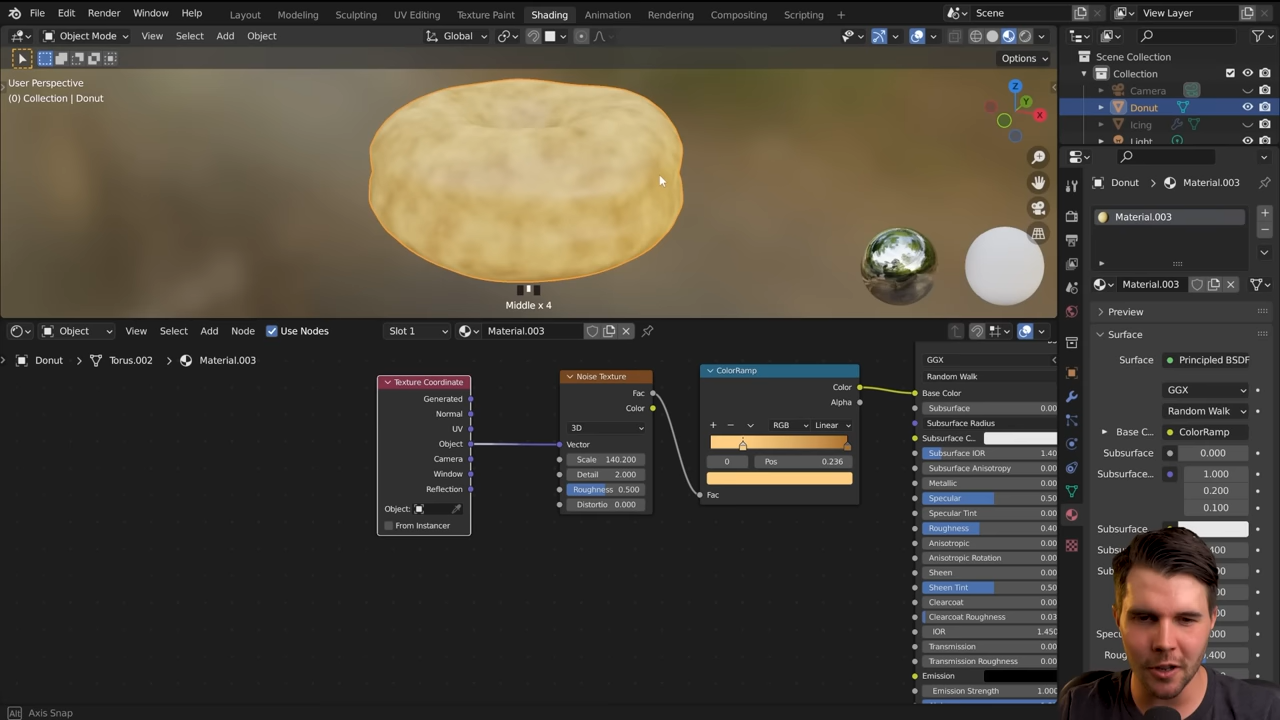 File Edit Render Window Help Layout Modeling Sculpting UV Editing Texture Paint Shading Animation Rendering Compositing Scripting + Scene View Layer
Object Mode View Select Add Object Global
Options
User Perspective
(0) Collection | Donut
Z
Y
X
Middle x 4
Scene Collection
Collection
Camera
Donut
Icing
Light
Donut Material.003
Material.003
Material.003
Preview
Surface
Surface Principled BSDF
GGX
Random Walk
Base C... ColorRamp
Subsurface 0.000
Subsurface... 1.000
0.200
0.100
Subsurface
Object View Select Add Node Use Nodes Slot 1 Material.003
Donut Torus.002 Material.003
Texture Coordinate
Generated
Normal
UV
Object
Camera
Window
Reflection
Object:
From Instancer
Noise Texture
Fac
Color
3D
Vector
Scale 140.200
Detail 2.000
Roughness 0.500
Distortio 0.000
ColorRamp
Color
Alpha
+ − RGB Linear
0 Pos 0.236
Fac
GGX
Random Walk
Base Color
Subsurface 0.00
Subsurface Radius
Subsurface C...
Subsurface IOR 1.40
Subsurface Anisotropy 0.00
Metallic 0.00
Specular 0.50
Specular Tint 0.00
Roughness 0.40
Anisotropic 0.00
Anisotropic Rotation 0.00
Sheen 0.00
Sheen Tint 0.50
Clearcoat 0.00
Clearcoat Roughness 0.03
IOR 1.450
Transmission 0.00
Transmission Roughness 0.00
Emission
Emission Strength 1.000
Alt Axis Snap